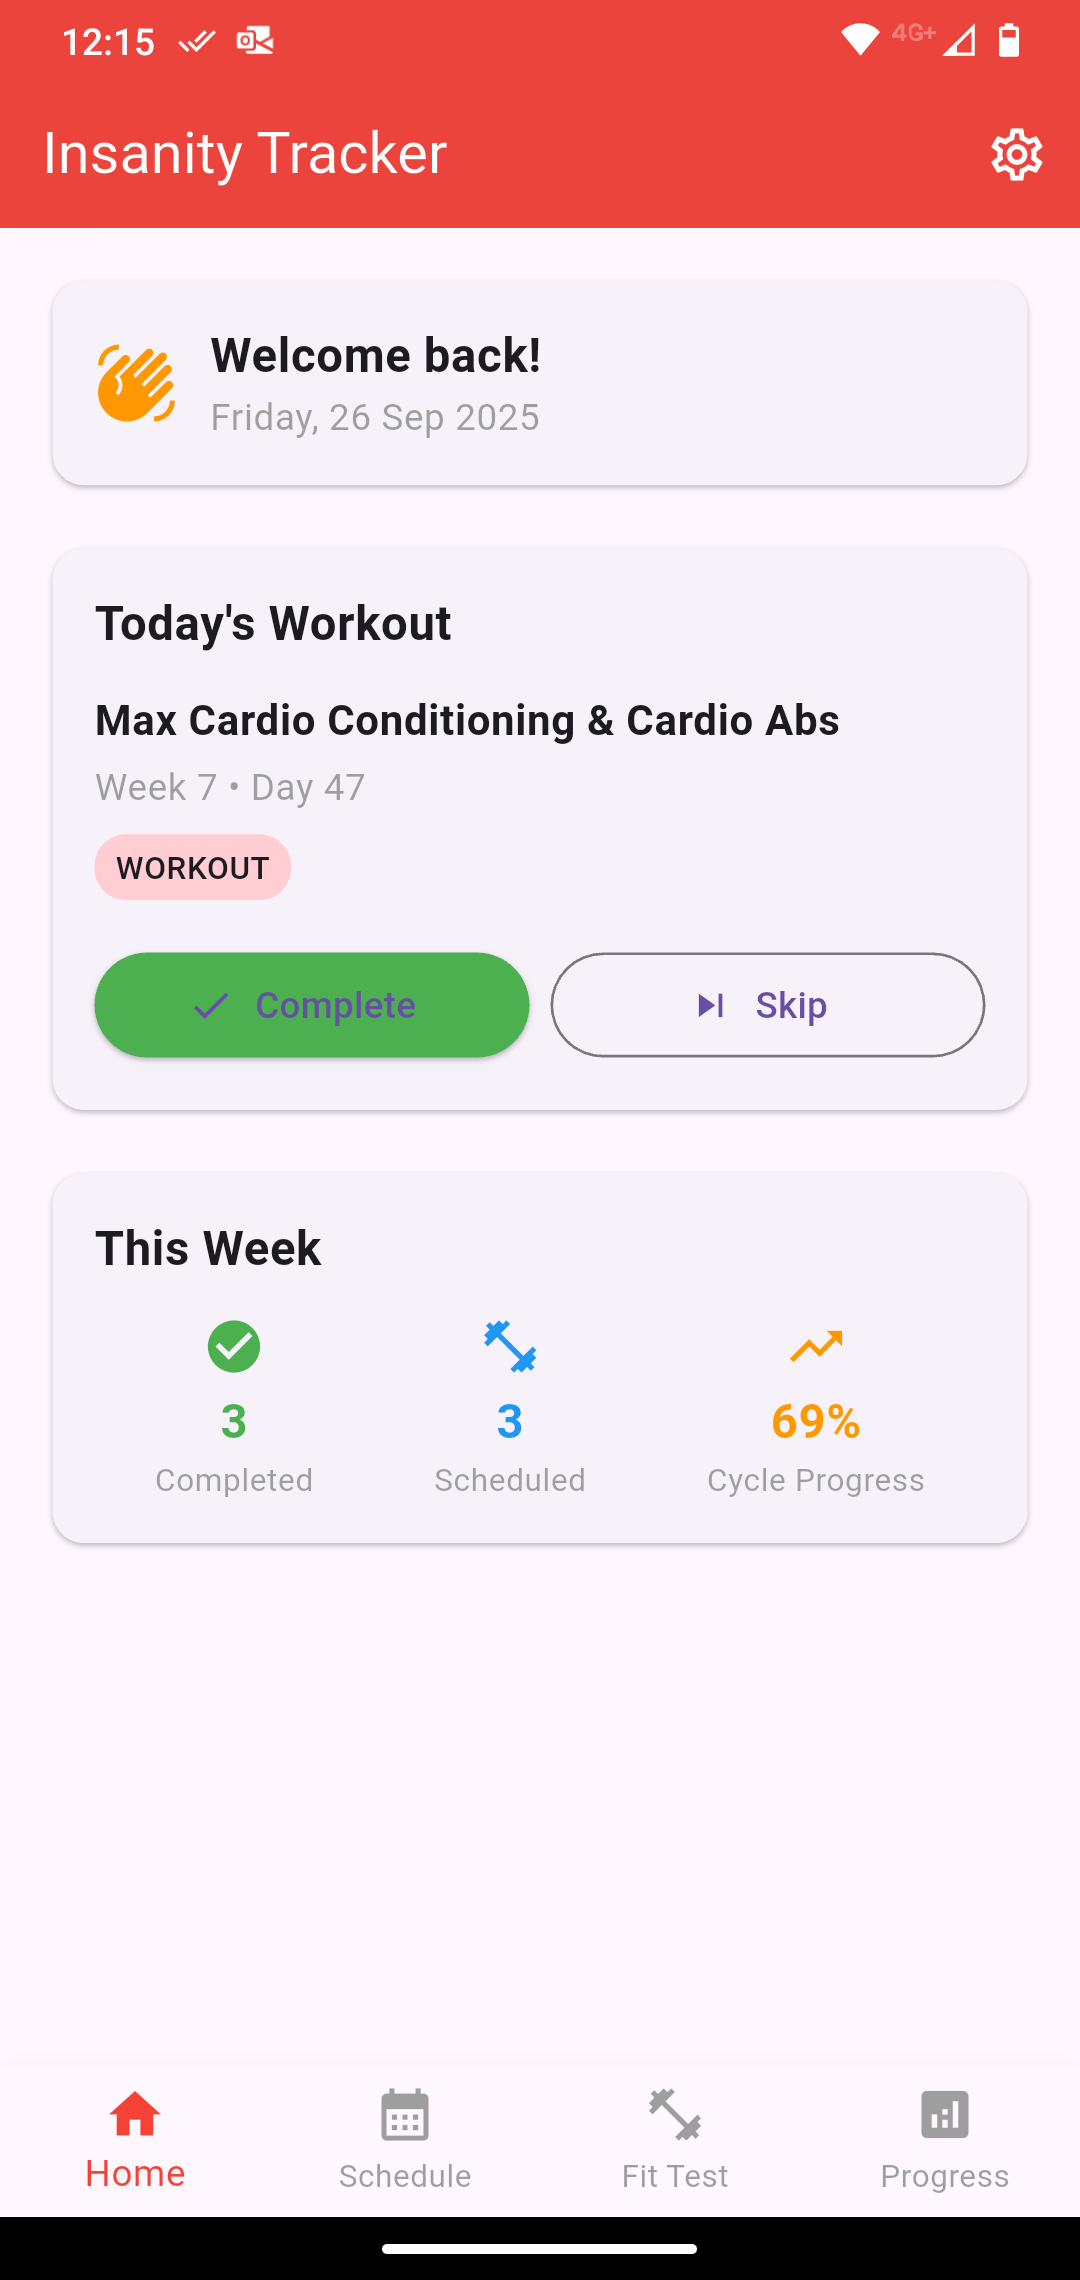 12:15
4G+
Insanity Tracker
Welcome back!
Friday, 26 Sep 2025
Today's Workout
Max Cardio Conditioning & Cardio Abs
Week 7 • Day 47
WORKOUT
Complete
Skip
This Week
3
3
69%
Completed
Scheduled
Cycle Progress
Home
Schedule
Fit Test
Progress